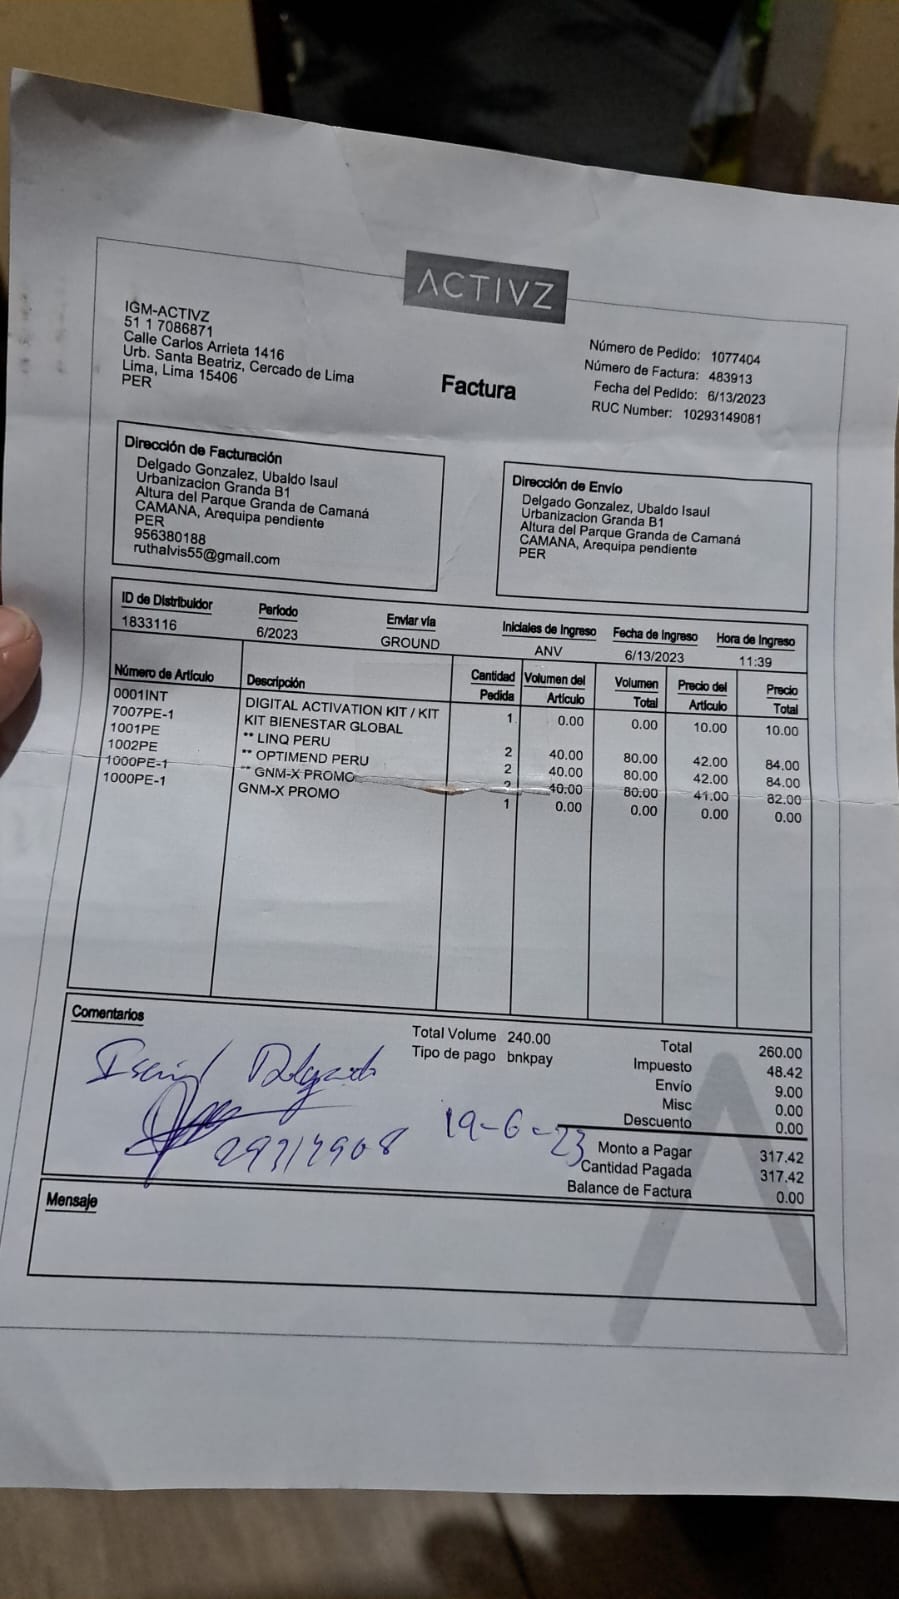 ACTIVZ
IGM-ACTIVZ
51 1 7086871
Calle Carlos Arrieta 1416
Urb. Santa Beatriz, Cercado de Lima
Lima, Lima 15406
PER
Factura
Número de Pedido: 1077404
Número de Factura: 483913
Fecha del Pedido: 6/13/2023
RUC Number: 10293149081
Dirección de Facturación
Delgado Gonzalez, Ubaldo Isaul
Urbanizacion Granda B1
Altura del Parque Granda de Camaná
CAMANA, Arequipa pendiente
PER
956380188
ruthalvis55@gmail.com
Dirección de Envío
Delgado Gonzalez, Ubaldo Isaul
Urbanizacion Granda B1
Altura del Parque Granda de Camaná
CAMANA, Arequipa pendiente
PER
ID de Distribuidor Período Enviar vía Iniciales de Ingreso Fecha de Ingreso Hora de Ingreso
1833116 6/2023 GROUND ANV 6/13/2023 11:39
Número de Artículo Descripción Cantidad Pedida Volumen del Artículo Volumen Total Precio del Artículo Precio Total
0001INT DIGITAL ACTIVATION KIT / KIT 1 0.00 0.00 10.00 10.00
7007PE-1 KIT BIENESTAR GLOBAL
1001PE ** LINQ PERU 2 40.00 80.00 42.00 84.00
1002PE ** OPTIMEND PERU 2 40.00 80.00 42.00 84.00
1000PE-1 ** GNM-X PROMO 2 40.00 80.00 41.00 82.00
1000PE-1 GNM-X PROMO 1 0.00 0.00 0.00 0.00
Comentarios
Total Volume 240.00
Tipo de pago bnkpay
Total 260.00
Impuesto 48.42
Envío 9.00
Misc 0.00
Descuento 0.00
Monto a Pagar 317.42
Cantidad Pagada 317.42
Balance de Factura 0.00
Delgado
19-6-23
Mensaje